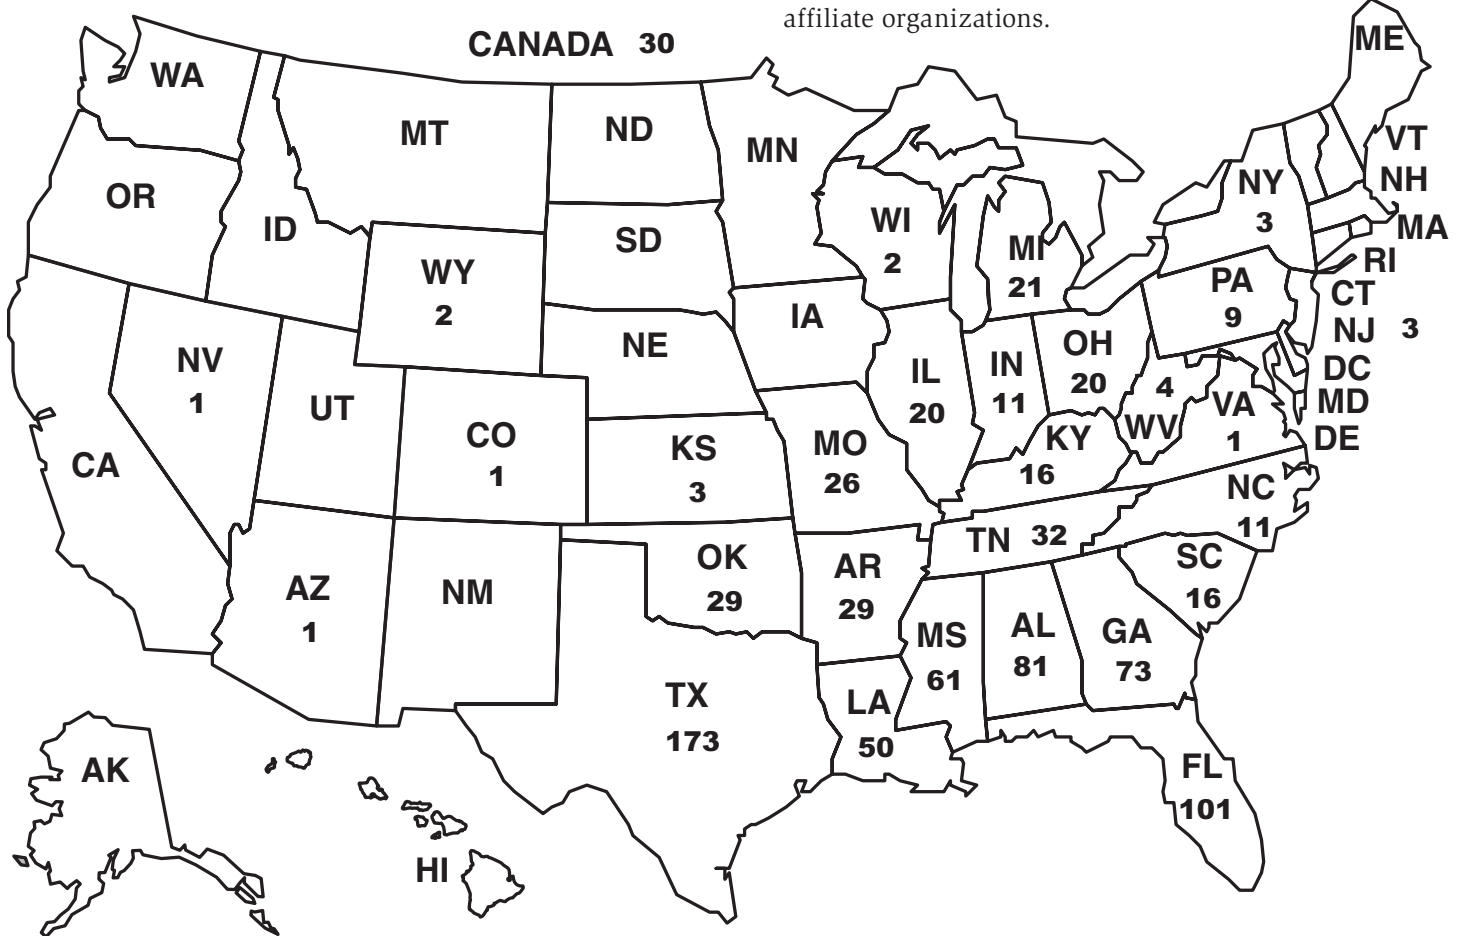 affiliate organizations.
CANADA 30
ME
WA
MT
ND
MN
VT
OR
ID
SD
WI
2
MI
21
NY
3
NH
MA
RI
WY
2
PA
9
CT
NJ 3
IA
NE
NV
1
UT
CO
1
IL
20
IN
11
OH
20
4
WV
VA
1
DC
MD
DE
CA
KS
3
MO
26
KY
16
NC
11
TN 32
AZ
1
NM
OK
29
AR
29
SC
16
MS
61
AL
81
GA
73
TX
173
LA
50
FL
101
AK
HI